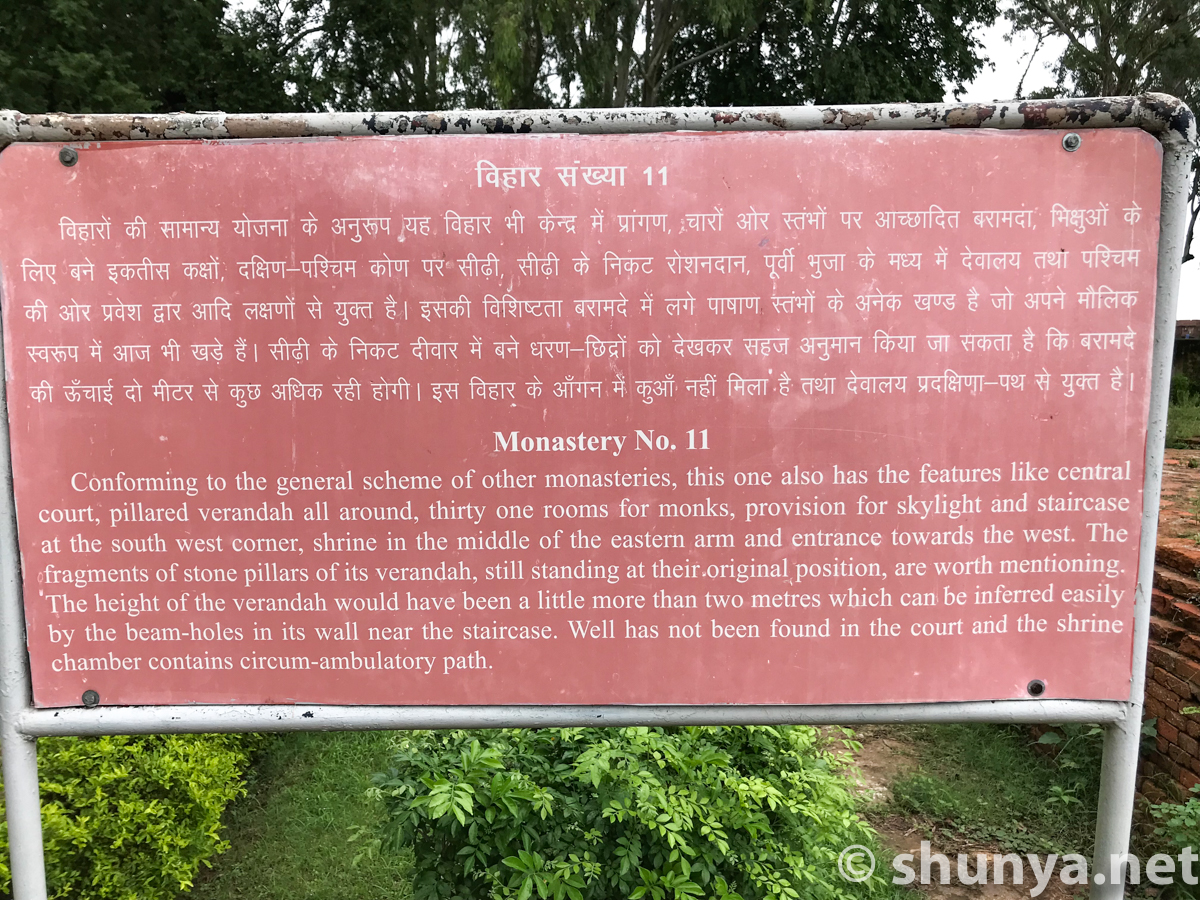 विहार संख्या 11
विहारों की सामान्य योजना के अनुरूप यह विहार भी केन्द्र में प्रांगण, चारों ओर स्तंभों पर आच्छादित बरामदा, भिक्षुओं के
लिए बने इकतीस कक्षों, दक्षिण–पश्चिम कोण पर सीढ़ी, सीढ़ी के निकट रोशनदान, पूर्वी भुजा के मध्य में देवालय तथा पश्चिम
की ओर प्रवेश द्वार आदि लक्षणों से युक्त है। इसकी विशिष्टता बरामदे में लगे पाषाण स्तंभों के अनेक खण्ड है जो अपने मौलिक
स्वरूप में आज भी खड़े हैं। सीढ़ी के निकट दीवार में बने धरण–छिद्रों को देखकर सहज अनुमान किया जा सकता है कि बरामदे
की ऊँचाई दो मीटर से कुछ अधिक रही होगी। इस विहार के आँगन में कुआँ नहीं मिला है तथा देवालय प्रदक्षिणा–पथ से युक्त है।
Monastery No. 11
Conforming to the general scheme of other monasteries, this one also has the features like central
court, pillared verandah all around, thirty one rooms for monks, provision for skylight and staircase
at the south west corner, shrine in the middle of the eastern arm and entrance towards the west. The
fragments of stone pillars of its verandah, still standing at their original position, are worth mentioning.
The height of the verandah would have been a little more than two metres which can be inferred easily
by the beam-holes in its wall near the staircase. Well has not been found in the court and the shrine
chamber contains circum-ambulatory path.
© shunya.net